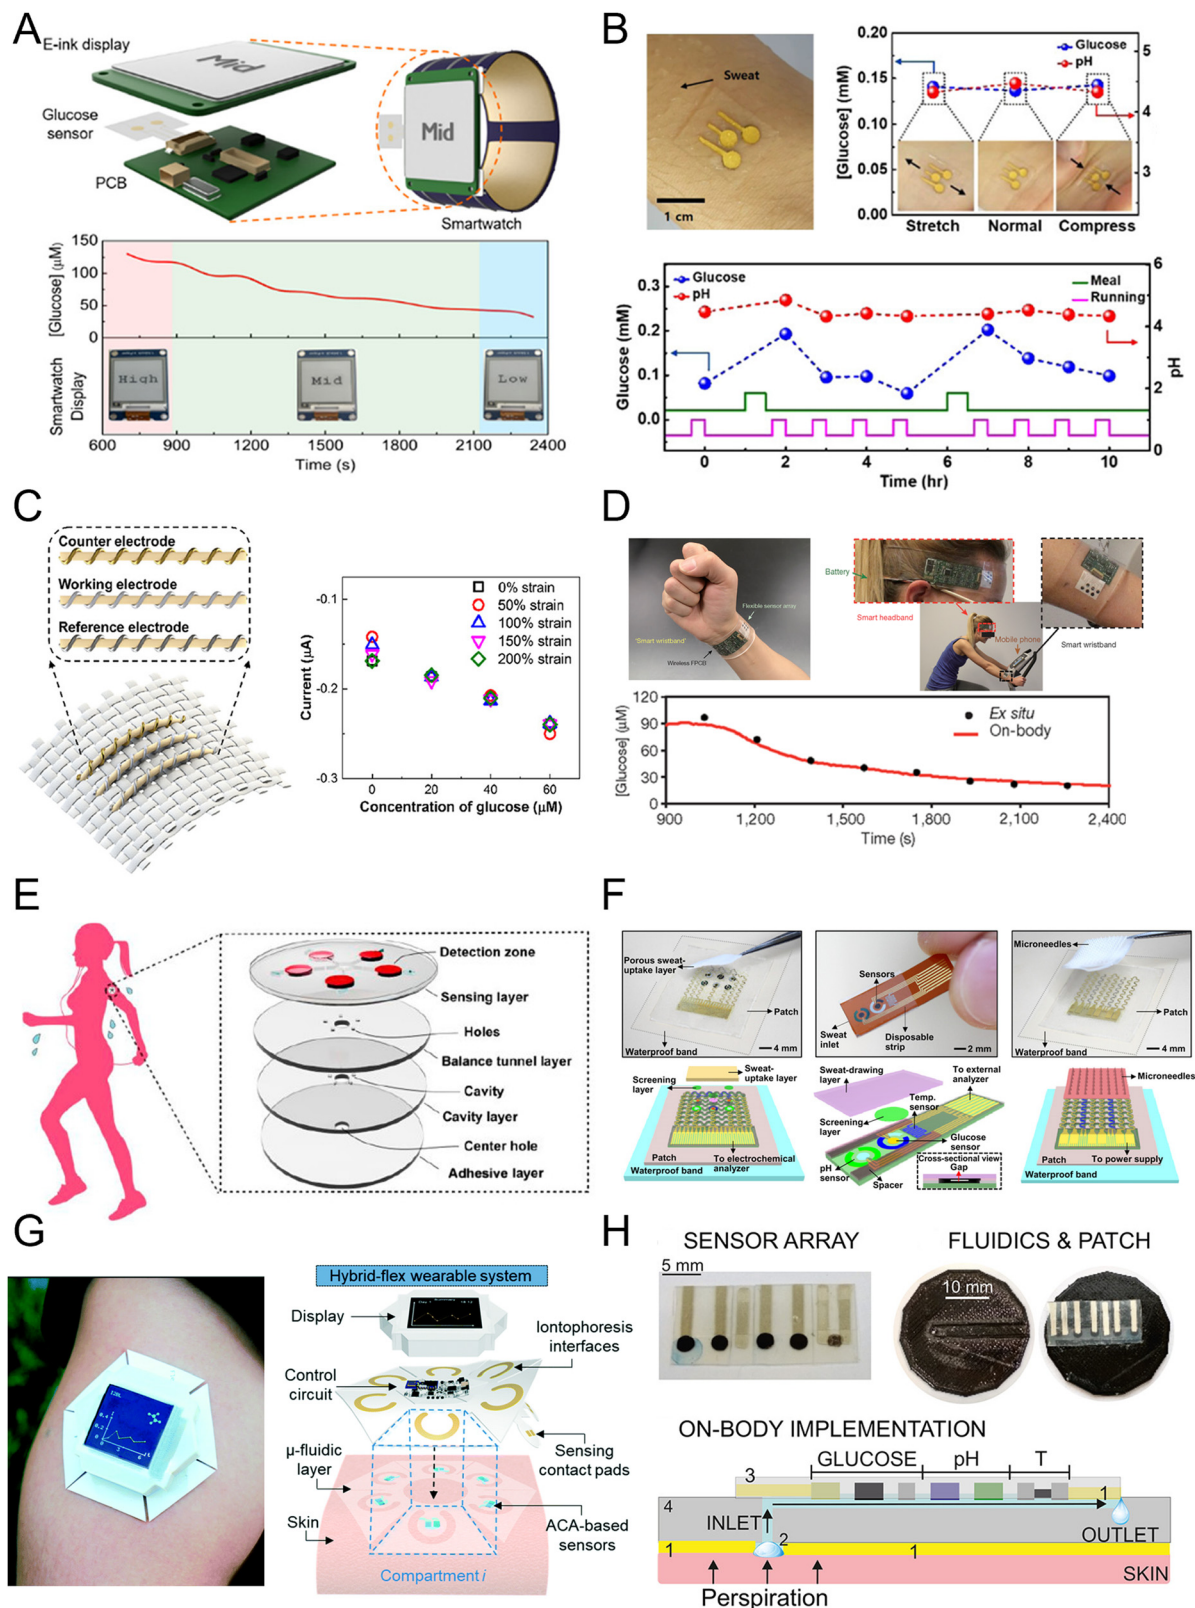 A
E-ink display
Mid
Glucose
sensor
PCB
Mid
Smartwatch
[Glucose] (µM)
150
100
50
0
Smartwatch
Display
High
Mid
Low
600
900
1200
1500
1800
2100
2400
Time (s)
B
Sweat
1 cm
[Glucose] (mM)
0.20
0.15
0.10
0.05
0.00
Glucose
pH
5
4
3
Stretch
Normal
Compress
Glucose (mM)
0.3
0.2
0.1
0.0
Glucose
pH
Meal
Running
6
4
2
0
pH
0
2
4
6
8
10
Time (hr)
C
Counter electrode
Working electrode
Reference electrode
Current (µA)
-0.1
-0.2
-0.3
0% strain
50% strain
100% strain
150% strain
200% strain
0
20
40
60
Concentration of glucose (µM)
D
Flexible sensor array
"Smart wristband"
Wireless FPCB
Battery
Smart headband
Mobile phone
Smart wristband
[Glucose] (µM)
120
90
60
30
0
Ex situ
On-body
900
1,200
1,500
1,800
2,100
2,400
Time (s)
E
Detection zone
Sensing layer
Holes
Balance tunnel layer
Cavity
Cavity layer
Center hole
Adhesive layer
F
Porous sweat-
uptake layer
Patch
Waterproof band
4 mm
Sensors
Sweat
inlet
Disposable
strip
2 mm
Microneedles
Patch
Waterproof band
4 mm
Screening
layer
Sweat-
uptake layer
Patch
To electrochemical
analyzer
Waterproof band
Sweat-drawing
layer
To external
analyzer
Temp.
sensor
Screening
layer
Glucose
sensor
pH
sensor
Spacer
Cross-sectional view
Gap
Microneedles
Patch
To power supply
Waterproof band
G
Hybrid-flex wearable system
Display
Iontophoresis
interfaces
Control
circuit
µ-fluidic
layer
Sensing
contact pads
Skin
ACA-based
sensors
Compartment i
H
SENSOR ARRAY
5 mm
FLUIDICS & PATCH
10 mm
ON-BODY IMPLEMENTATION
GLUCOSE
pH
T
3
1
4
INLET
OUTLET
2
1
1
SKIN
Perspiration